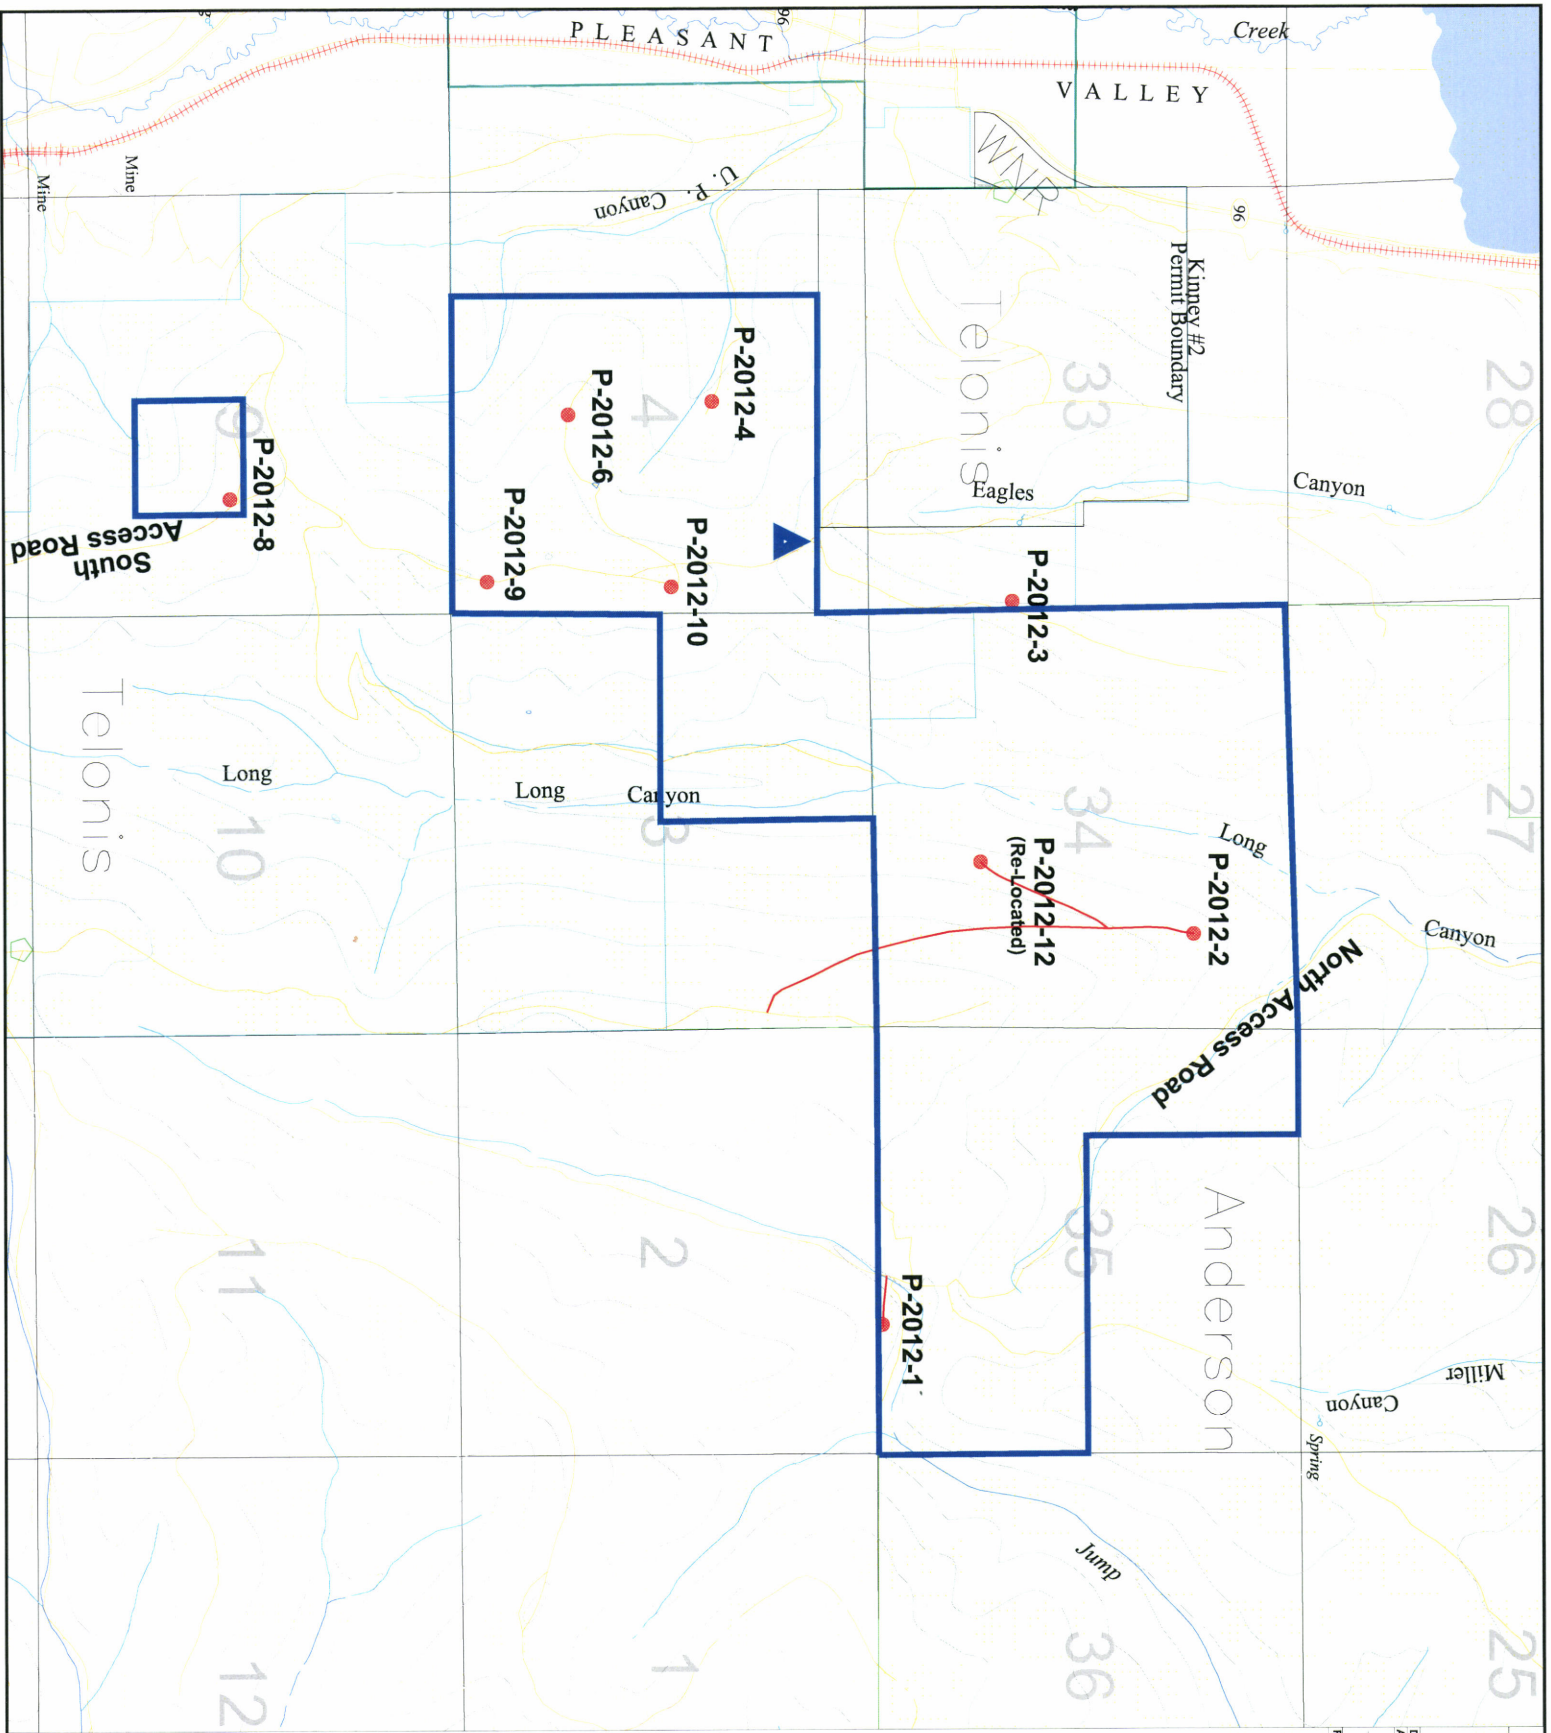 PLEASANT
VALLEY
Creek
96
WNR
96
Mine
Mine
U. P.
Canyon
Kinney #2
Permit Boundary
Telonis
33
28
Canyon
Eagles
P-2012-4
4
P-2012-6
P-2012-9
P-2012-10
P-2012-3
9
P-2012-8
South
Access Road
Telonis
Long
10
Long
Canyon
3
34
27
Long
Canyon
P-2012-2
P-2012-12
(Re-Located)
North Access Road
Anderson
35
26
11
2
P-2012-1
Miller
Canyon
Spring
Jump
12
1
36
25